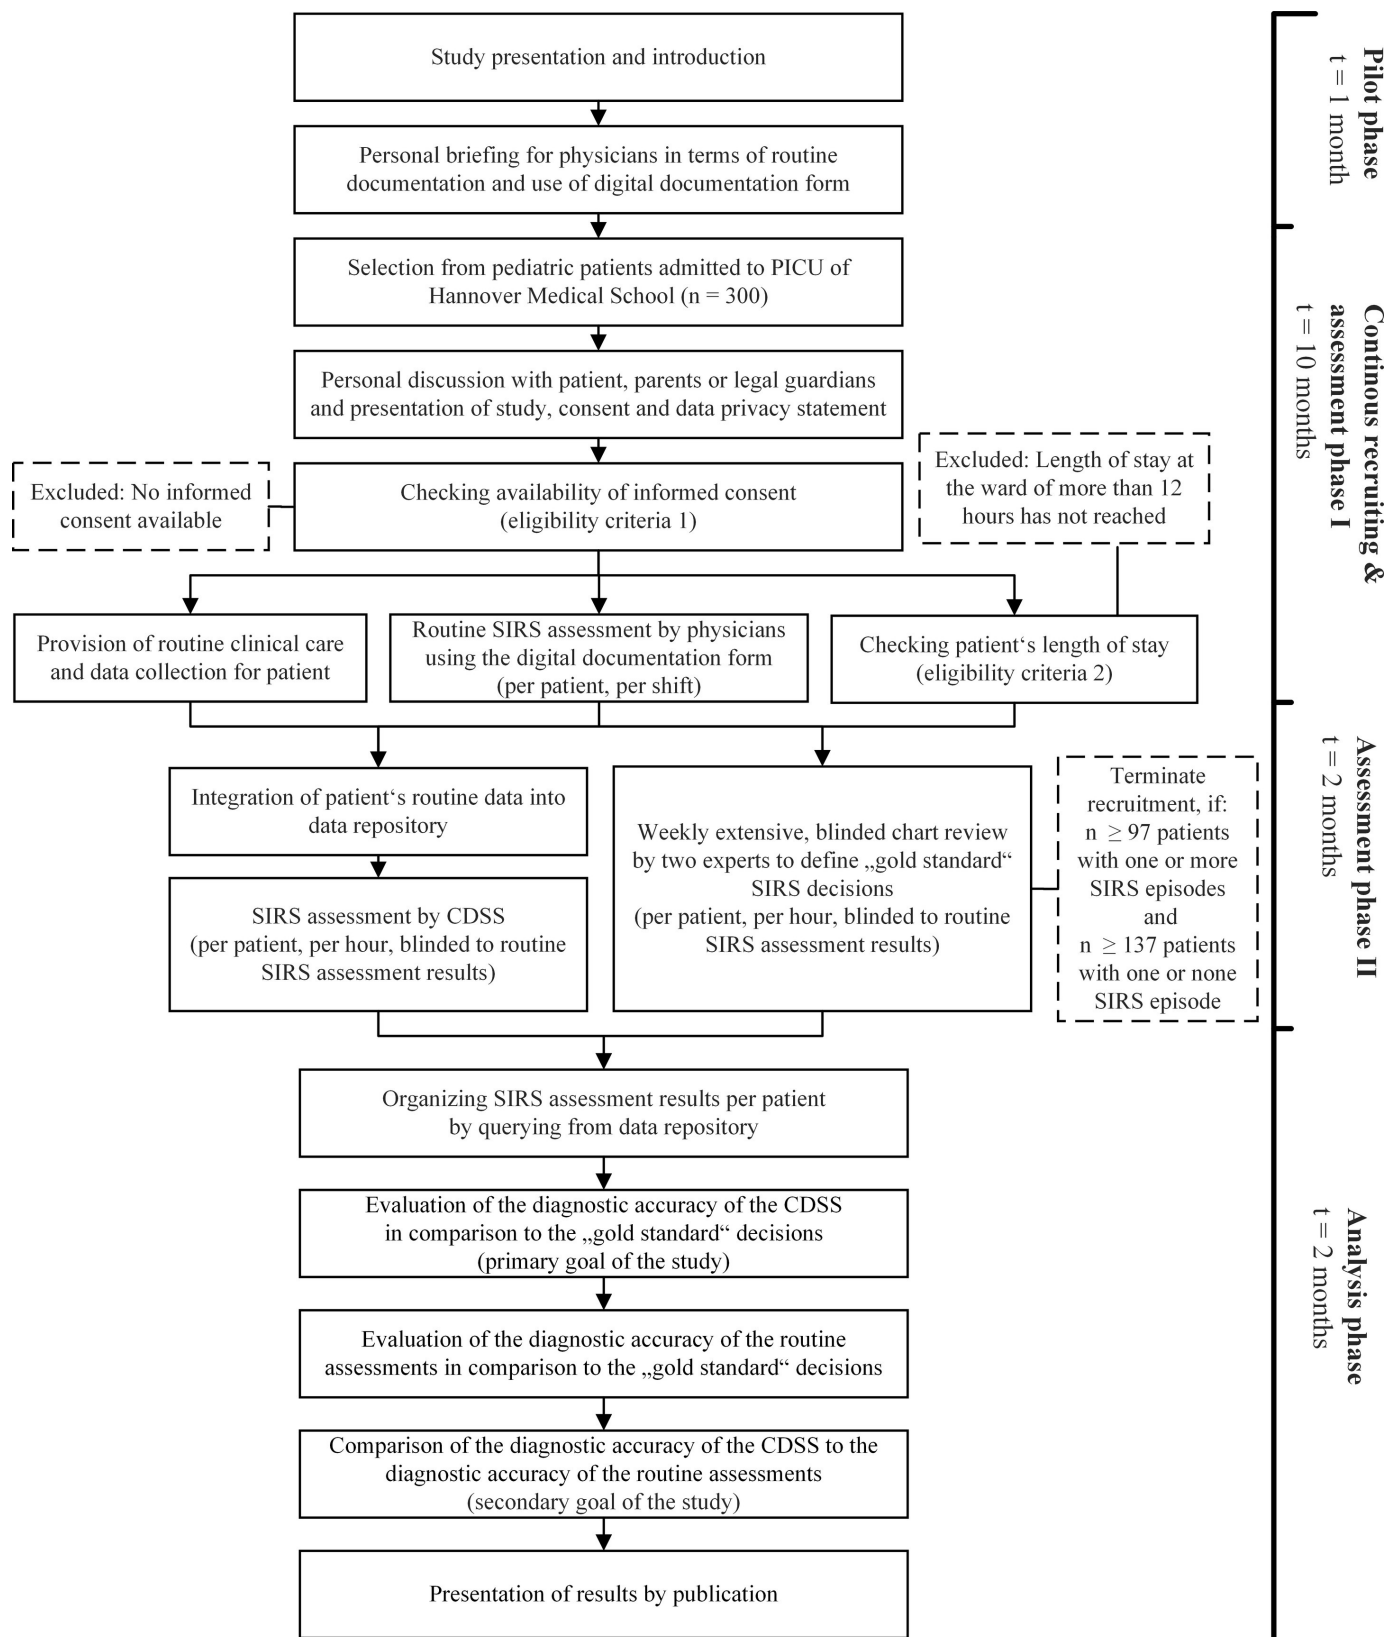 Study presentation and introduction
Personal briefing for physicians in terms of routine
documentation and use of digital documentation form
Pilot phase
t = 1 month
Selection from pediatric patients admitted to PICU of
Hannover Medical School (n = 300)
Personal discussion with patient, parents or legal guardians
and presentation of study, consent and data privacy statement
Excluded: No informed
consent available
Checking availability of informed consent
(eligibility criteria 1)
Excluded: Length of stay at
the ward of more than 12
hours has not reached
Provision of routine clinical care
and data collection for patient
Routine SIRS assessment by physicians
using the digital documentation form
(per patient, per shift)
Checking patient‘s length of stay
(eligibility criteria 2)
Continous recruiting &
assessment phase I
t = 10 months
Integration of patient‘s routine data into
data repository
SIRS assessment by CDSS
(per patient, per hour, blinded to routine
SIRS assessment results)
Weekly extensive, blinded chart review
by two experts to define „gold standard“
SIRS decisions
(per patient, per hour, blinded to routine
SIRS assessment results)
Terminate
recruitment, if:
n ≥ 97 patients
with one or more
SIRS episodes
and
n ≥ 137 patients
with one or none
SIRS episode
Assessment phase II
t = 2 months
Organizing SIRS assessment results per patient
by querying from data repository
Evaluation of the diagnostic accuracy of the CDSS
in comparison to the „gold standard“ decisions
(primary goal of the study)
Evaluation of the diagnostic accuracy of the routine
assessments in comparison to the „gold standard“ decisions
Comparison of the diagnostic accuracy of the CDSS to the
diagnostic accuracy of the routine assessments
(secondary goal of the study)
Presentation of results by publication
Analysis phase
t = 2 months